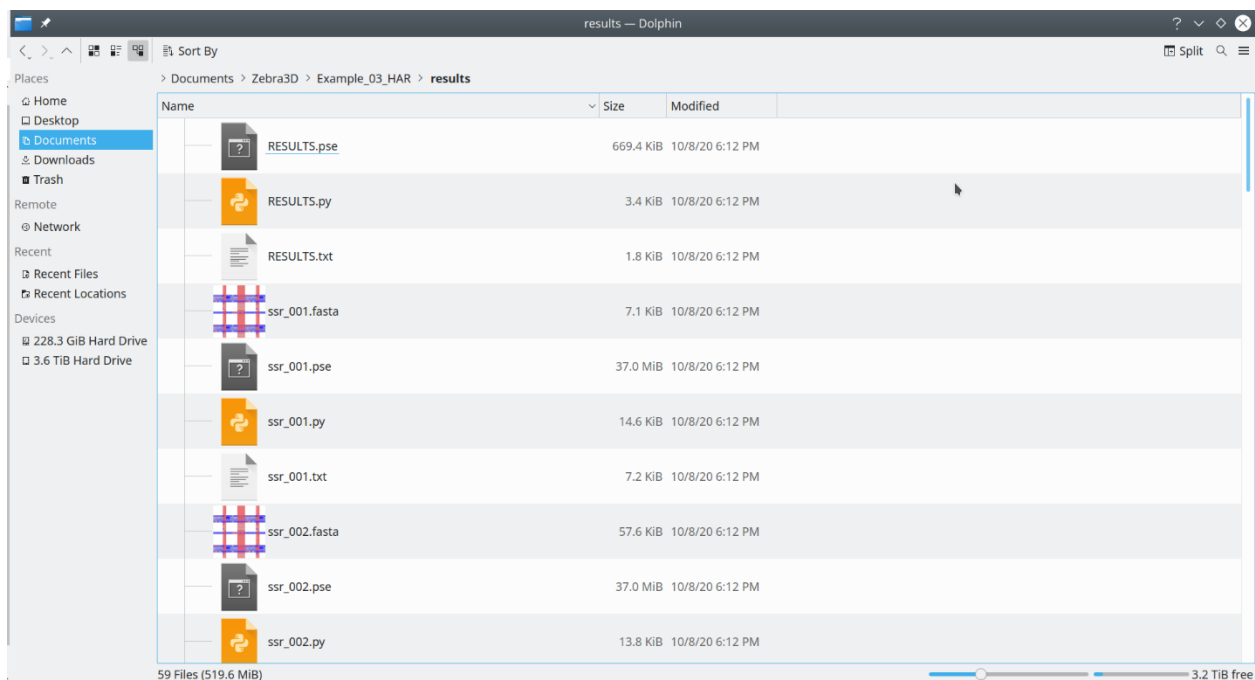 results — Dolphin
Sort By
Split
Places
> Documents > Zebra3D > Example_03_HAR > results
Home
Desktop
Documents
Downloads
Trash
Remote
Network
Recent
Recent Files
Recent Locations
Devices
228.3 GiB Hard Drive
3.6 TiB Hard Drive
Name Size Modified
RESULTS.pse 669.4 KiB 10/8/20 6:12 PM
RESULTS.py 3.4 KiB 10/8/20 6:12 PM
RESULTS.txt 1.8 KiB 10/8/20 6:12 PM
ssr_001.fasta 7.1 KiB 10/8/20 6:12 PM
ssr_001.pse 37.0 MiB 10/8/20 6:12 PM
ssr_001.py 14.6 KiB 10/8/20 6:12 PM
ssr_001.txt 7.2 KiB 10/8/20 6:12 PM
ssr_002.fasta 57.6 KiB 10/8/20 6:12 PM
ssr_002.pse 37.0 MiB 10/8/20 6:12 PM
ssr_002.py 13.8 KiB 10/8/20 6:12 PM
59 Files (519.6 MiB) 3.2 TiB free